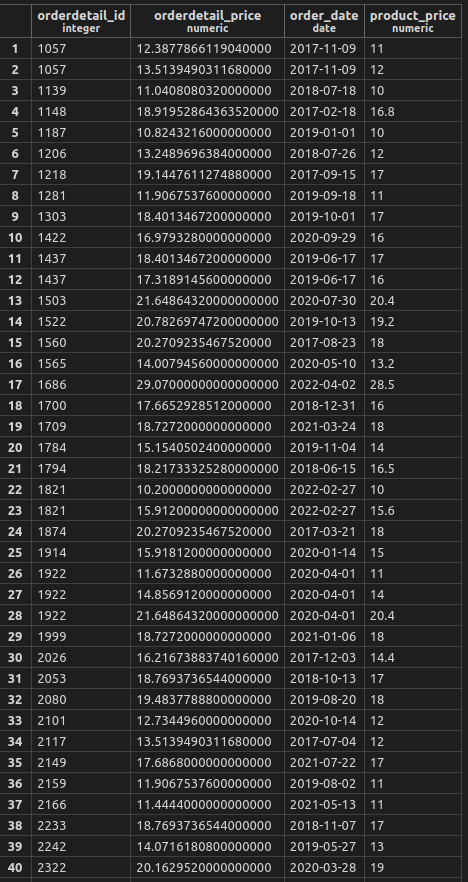 orderdetail_id orderdetail_price order_date product_price
integer numeric date numeric
1 1057 12.3877866119040000 2017-11-09 11
2 1057 13.5139490311680000 2017-11-09 12
3 1139 11.0408080320000000 2018-07-18 10
4 1148 18.91952864363520000 2017-02-18 16.8
5 1187 10.8243216000000000 2019-01-01 10
6 1206 13.2489696384000000 2018-07-26 12
7 1218 19.1447611274880000 2017-09-15 17
8 1281 11.9067537600000000 2019-09-18 11
9 1303 18.4013467200000000 2019-10-01 17
10 1422 16.9793280000000000 2020-09-29 16
11 1437 18.4013467200000000 2019-06-17 17
12 1437 17.3189145600000000 2019-06-17 16
13 1503 21.64864320000000000 2020-07-30 20.4
14 1522 20.78269747200000000 2019-10-13 19.2
15 1560 20.2709235467520000 2017-08-23 18
16 1565 14.00794560000000000 2020-05-10 13.2
17 1686 29.07000000000000000 2022-04-02 28.5
18 1700 17.6652928512000000 2018-12-31 16
19 1709 18.7272000000000000 2021-03-24 18
20 1784 15.1540502400000000 2019-11-04 14
21 1794 18.21733325280000000 2018-06-15 16.5
22 1821 10.2000000000000000 2022-02-27 10
23 1821 15.91200000000000000 2022-02-27 15.6
24 1874 20.2709235467520000 2017-03-21 18
25 1914 15.9181200000000000 2020-01-14 15
26 1922 11.6732880000000000 2020-04-01 11
27 1922 14.8569120000000000 2020-04-01 14
28 1922 21.64864320000000000 2020-04-01 20.4
29 1999 18.7272000000000000 2021-01-06 18
30 2026 16.21673883740160000 2017-12-03 14.4
31 2053 18.7693736544000000 2018-10-13 17
32 2080 19.4837788800000000 2019-08-20 18
33 2101 12.7344960000000000 2020-10-14 12
34 2117 13.5139490311680000 2017-07-04 12
35 2149 17.6868000000000000 2021-07-22 17
36 2159 11.9067537600000000 2019-08-02 11
37 2166 11.4444000000000000 2021-05-13 11
38 2233 18.7693736544000000 2018-11-07 17
39 2242 14.0716180800000000 2019-05-27 13
40 2322 20.1629520000000000 2020-03-28 19